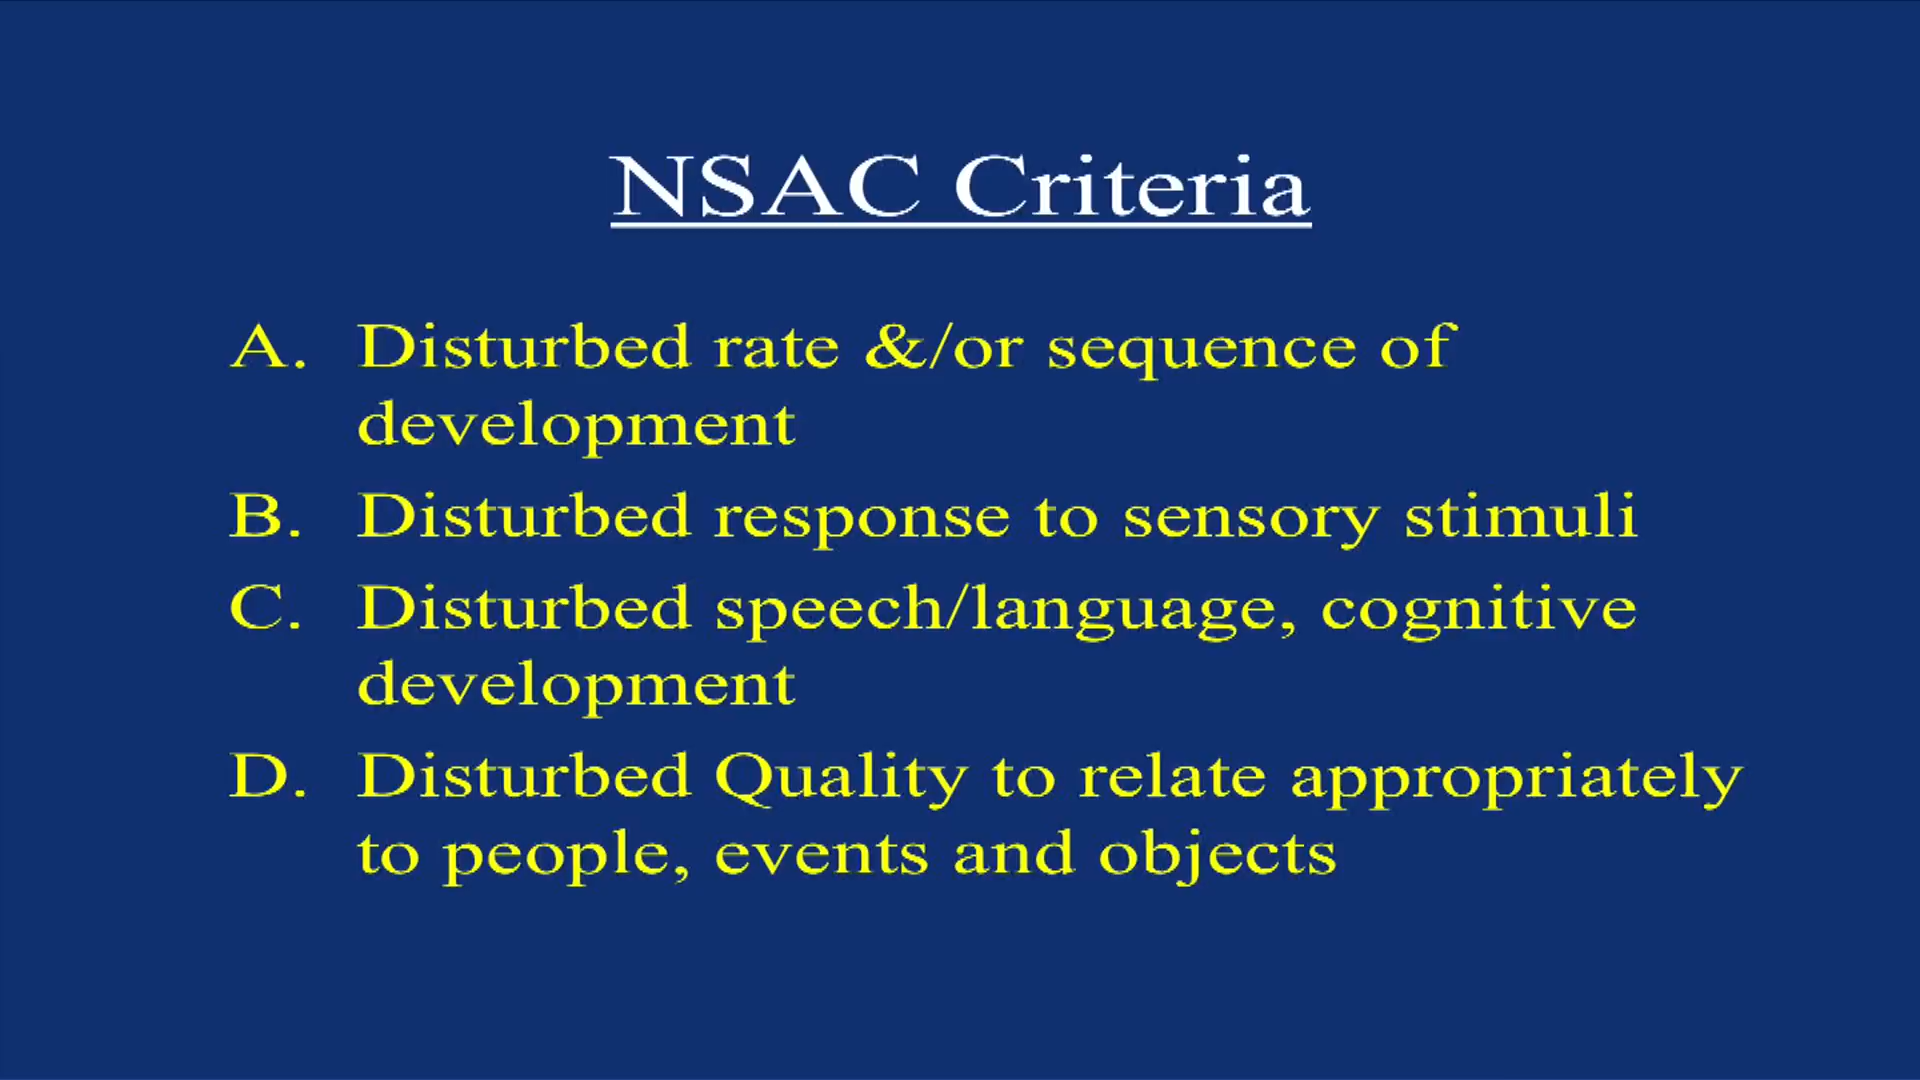 NSAC Criteria
A. Disturbed rate &/or sequence of
development
B. Disturbed response to sensory stimuli
C. Disturbed speech/language, cognitive
development
D. Disturbed Quality to relate appropriately
to people, events and objects